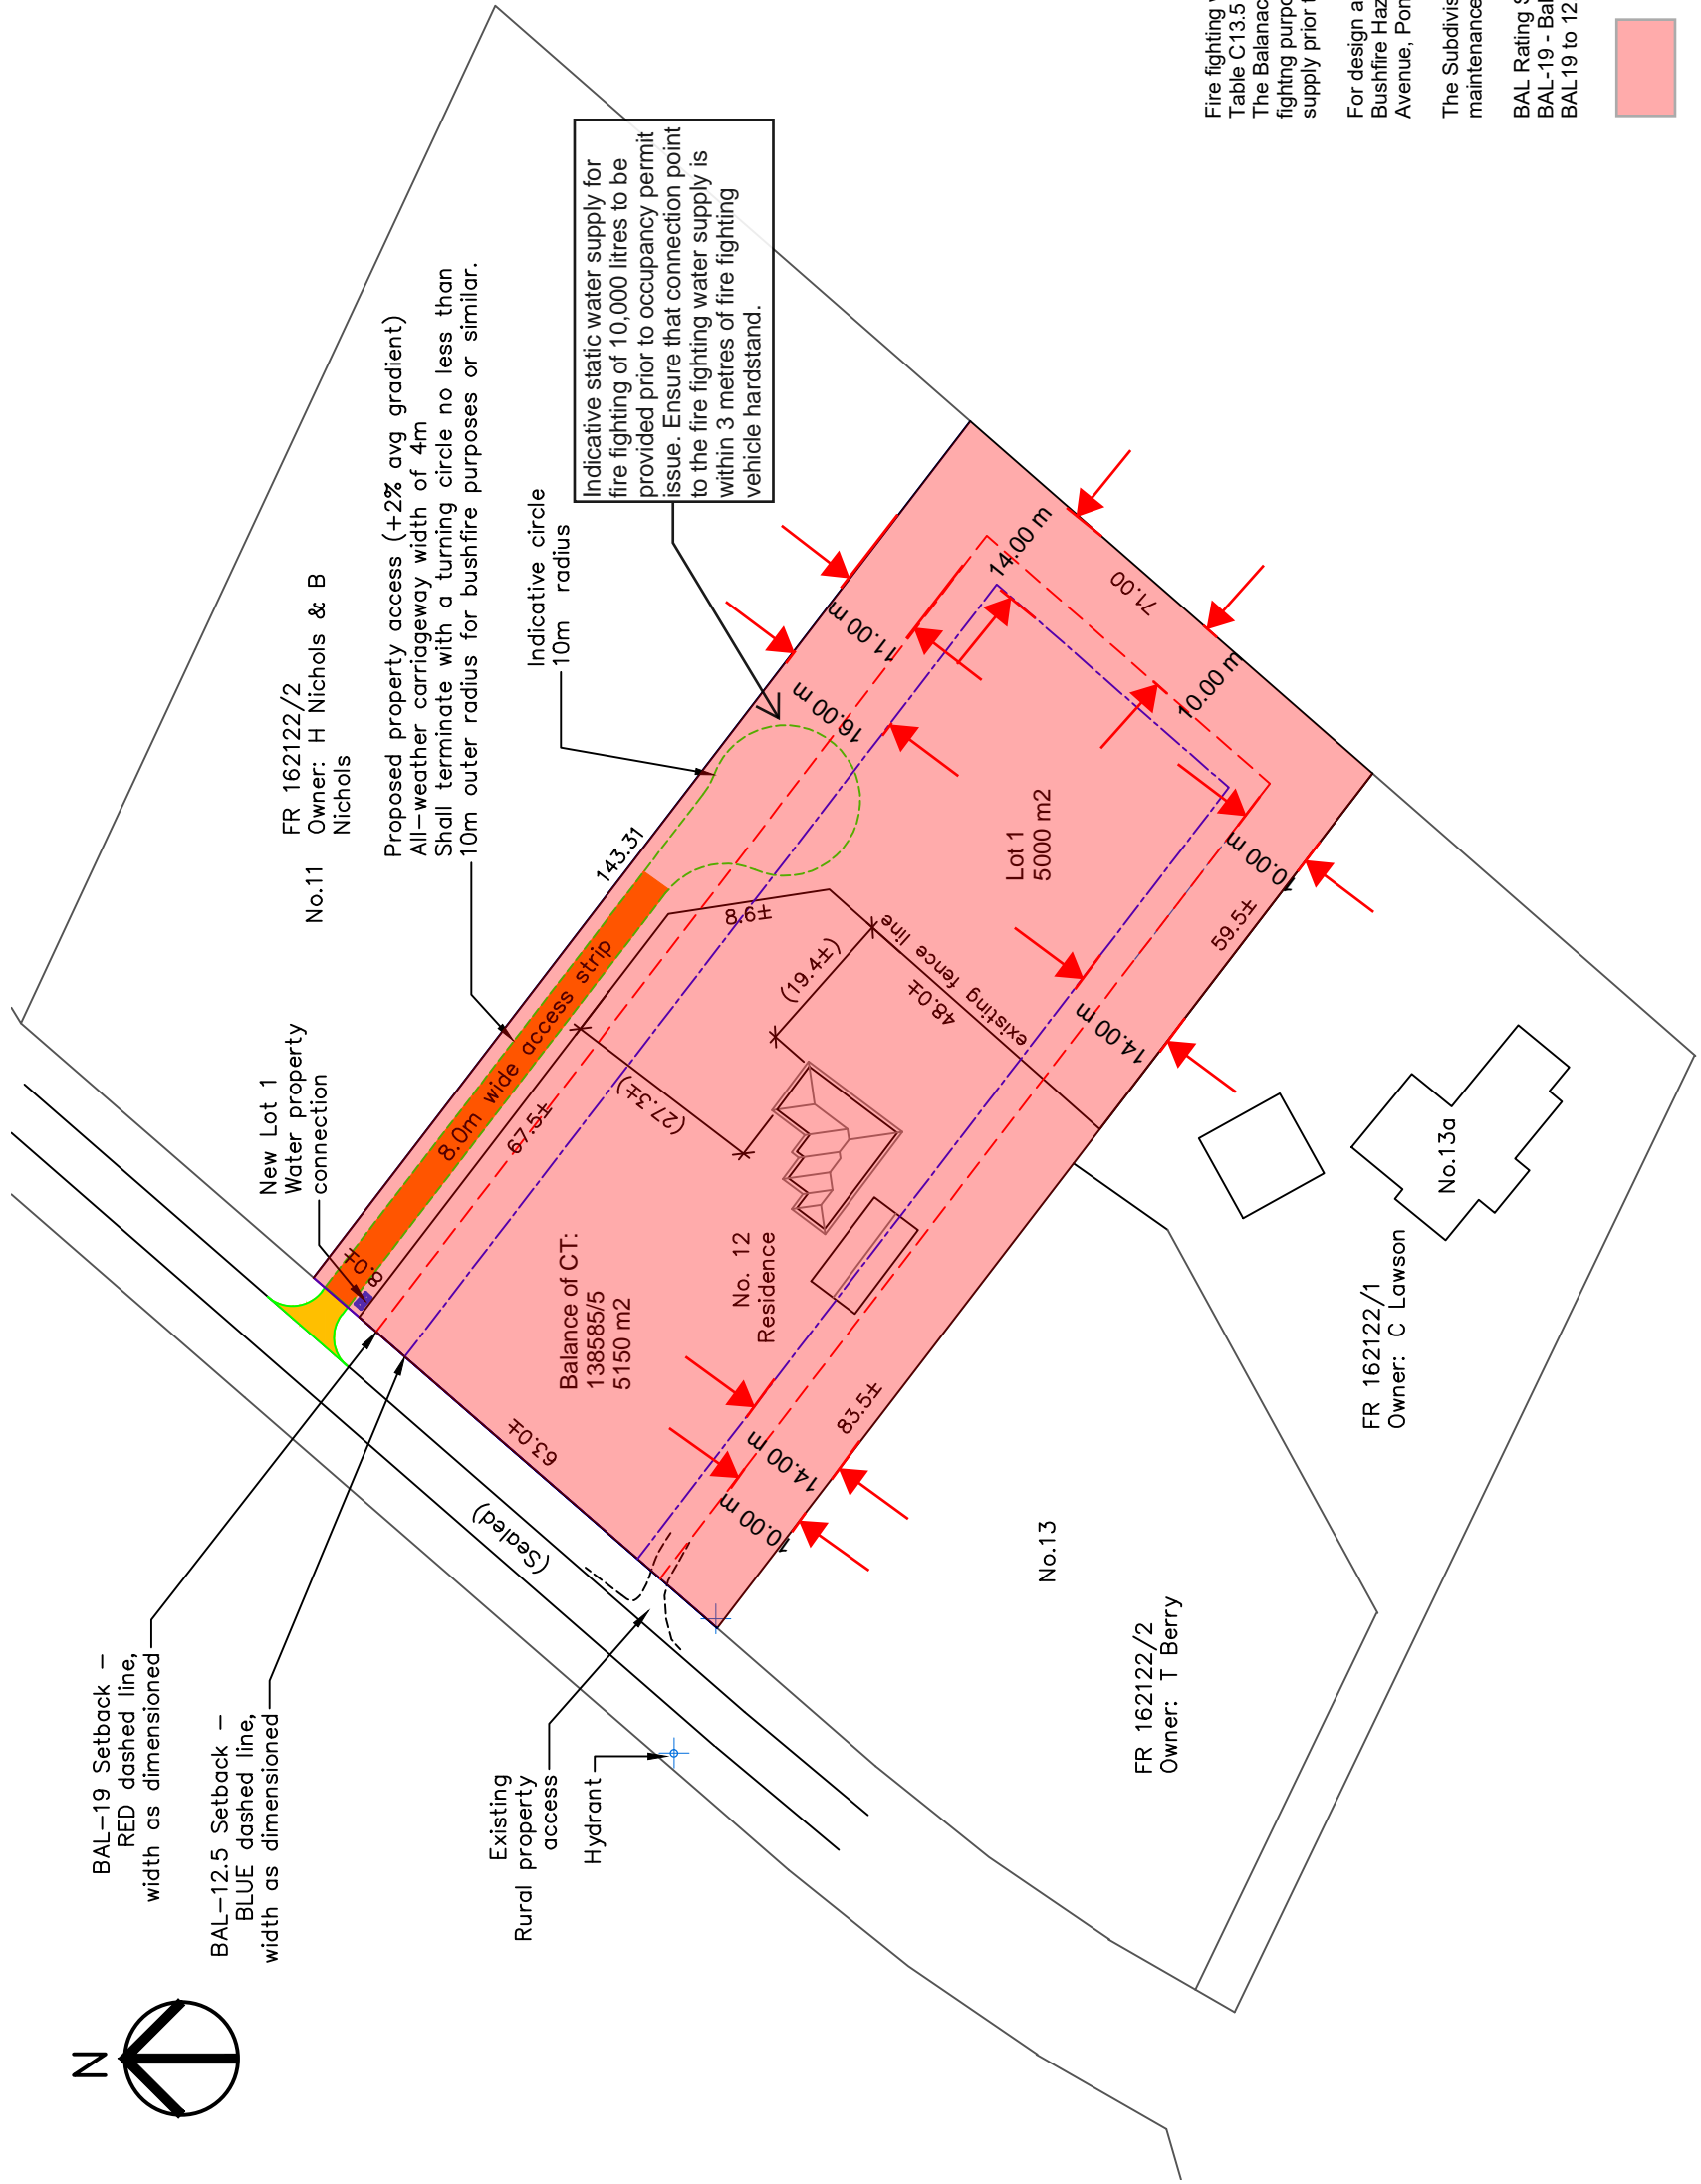 N
BAL-19 Setback -
RED dashed line,
width as dimensioned
BAL-12.5 Setback -
BLUE dashed line,
width as dimensioned
New Lot 1
Water property
connection
No.11
FR 162122/2
Owner: H Nichols & B
Nichols
Proposed property access (+2% avg gradient)
All-weather carriageway width of 4m
Shall terminate with a turning circle no less than
10m outer radius for bushfire purposes or similar.
Indicative circle
10m radius
Indicative static water supply for
fire fighting of 10,000 litres to be
provided prior to occupancy permit
issue. Ensure that connection point
to the fire fighting water supply is
within 3 metres of fire fighting
vehicle hardstand.
Existing
Rural property
access
Hydrant
(Sealed)
63.0±
8.0±
8.0m wide access strip
143.31
67.5±
(27.3±)
8.6±
(19.4±)
48.0±
existing fence line
11.00 m
16.00 m
14.00 m
71.00
10.00 m
10.00 m
59.5±
14.00 m
Lot 1
5000 m2
Balance of CT:
138585/5
5150 m2
No. 12
Residence
83.5±
14.00 m
10.00 m
No.13
FR 162122/2
Owner: T Berry
FR 162122/1
Owner: C Lawson
No.13a
Fire fighting
Table C13.5
The Balanac
fightng purpo
supply prior
For design a
Bushfire Haz
Avenue, Pon
The Subdivis
maintenance
BAL Rating
BAL-19 - Bal
BAL19 to 12